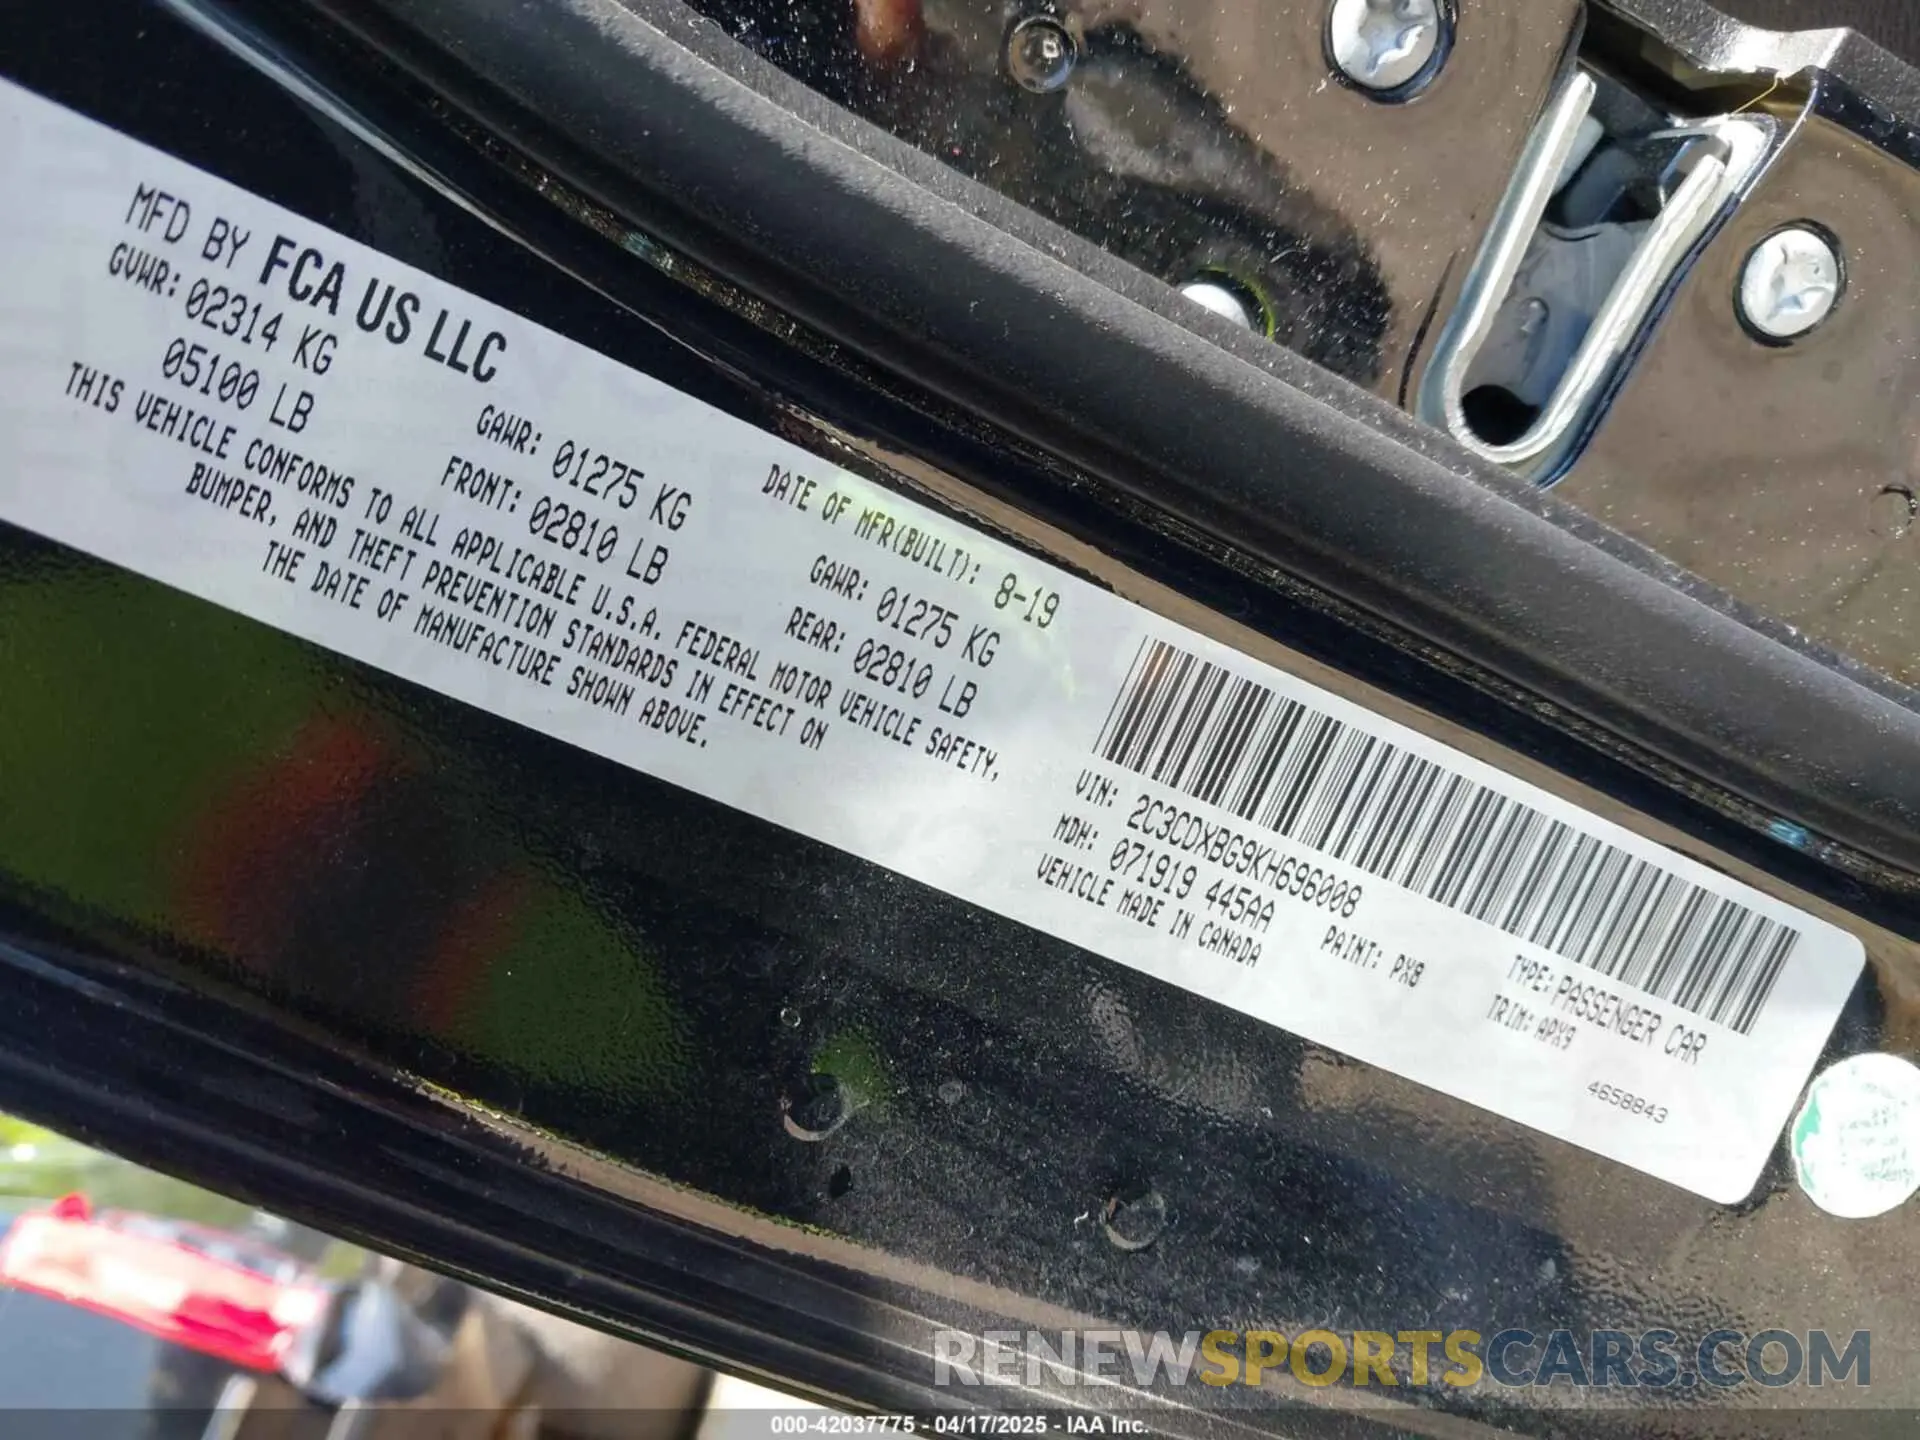 MFD BY FCA US LLC
GVWR: 02314 KG
05100 LB
GAWR: 01275 KG
FRONT: 02810 LB
DATE OF MFR(BUILT): 8-19
GAWR: 01275 KG
REAR: 02810 LB
THIS VEHICLE CONFORMS TO ALL APPLICABLE U.S.A. FEDERAL MOTOR VEHICLE SAFETY,
BUMPER, AND THEFT PREVENTION STANDARDS IN EFFECT ON
THE DATE OF MANUFACTURE SHOWN ABOVE.
VIN: 2C3CDXBG9KH696008
MDH: 071919 445AA
VEHICLE MADE IN CANADA
PAINT: PX8
TYPE: PASSENGER CAR
TRIM: APX9
4658843
RENEWSPORTSCARS.COM
000-42037775 - 04/17/2025 - IAA Inc.